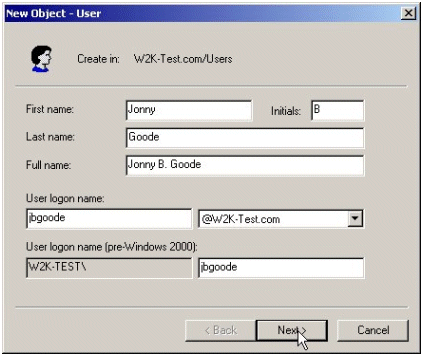 New Object - User
Create in: W2K-Test.com/Users
First name: Jonny Initials: B
Last name: Goode
Full name: Jonny B. Goode
User logon name:
jbgoode @W2K-Test.com
User logon name (pre-Windows 2000):
W2K-TEST\ jbgoode
< Back Next > Cancel